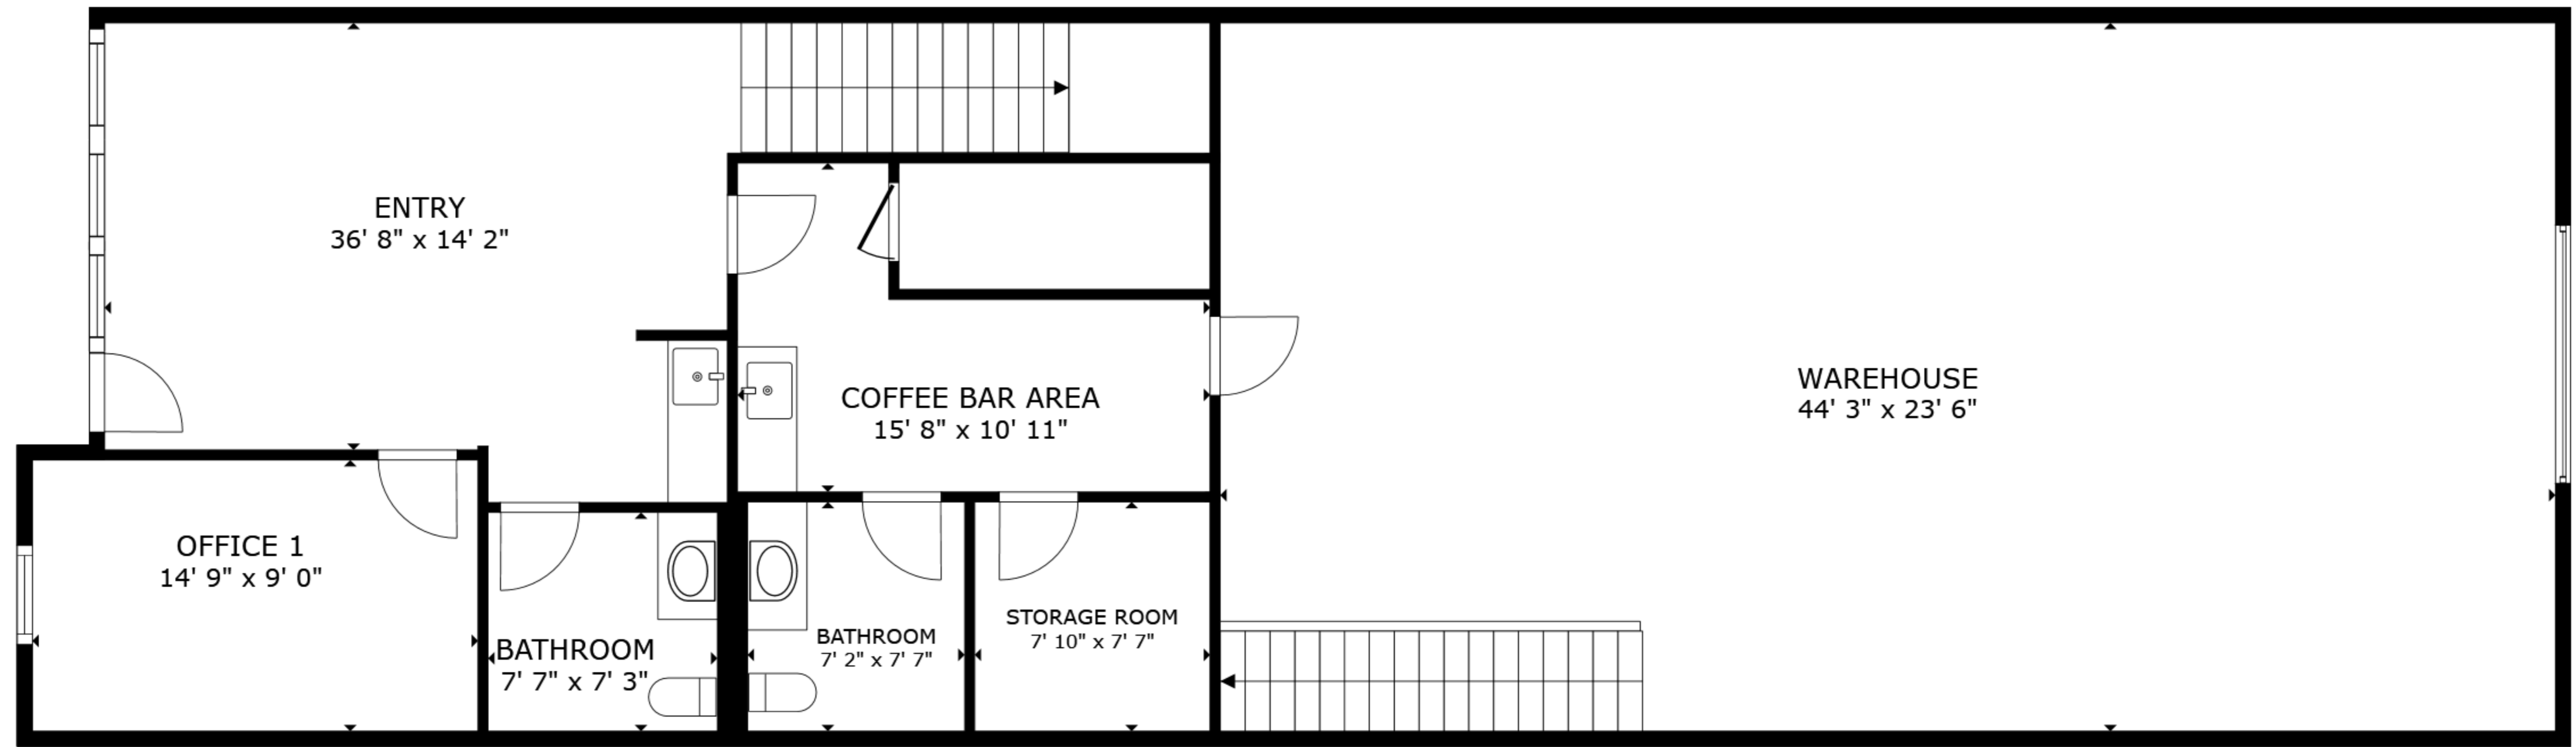 ENTRY
36' 8" x 14' 2"
COFFEE BAR AREA
15' 8" x 10' 11"
WAREHOUSE
44' 3" x 23' 6"
OFFICE 1
14' 9" x 9' 0"
BATHROOM
7' 7" x 7' 3"
BATHROOM
7' 2" x 7' 7"
STORAGE ROOM
7' 10" x 7' 7"